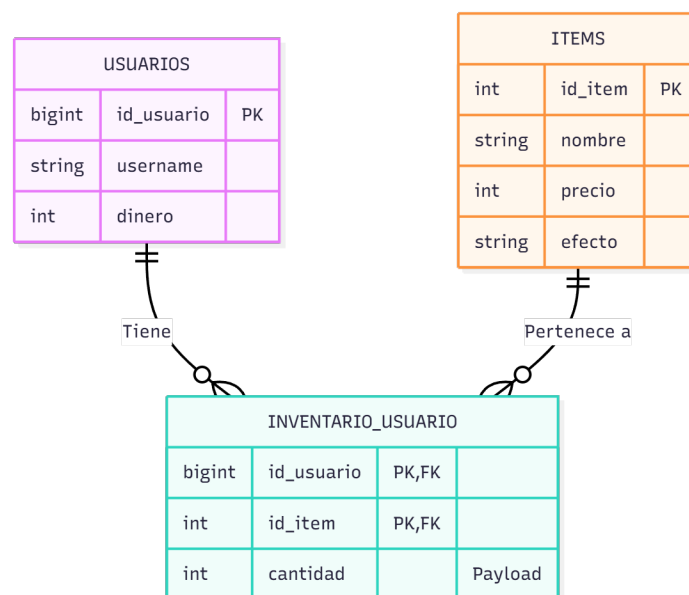 USUARIOS
bigint id_usuario PK
string username
int dinero
ITEMS
int id_item PK
string nombre
int precio
string efecto
Tiene
Pertenece a
INVENTARIO_USUARIO
bigint id_usuario PK,FK
int id_item PK,FK
int cantidad Payload